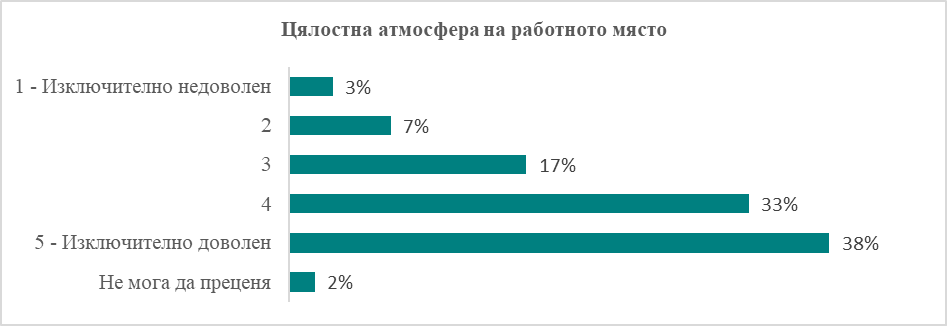 Цялостна атмосфера на работното място
1 - Изключително недоволен 3%
2 7%
3 17%
4 33%
5 - Изключително доволен 38%
Не мога да преценя 2%